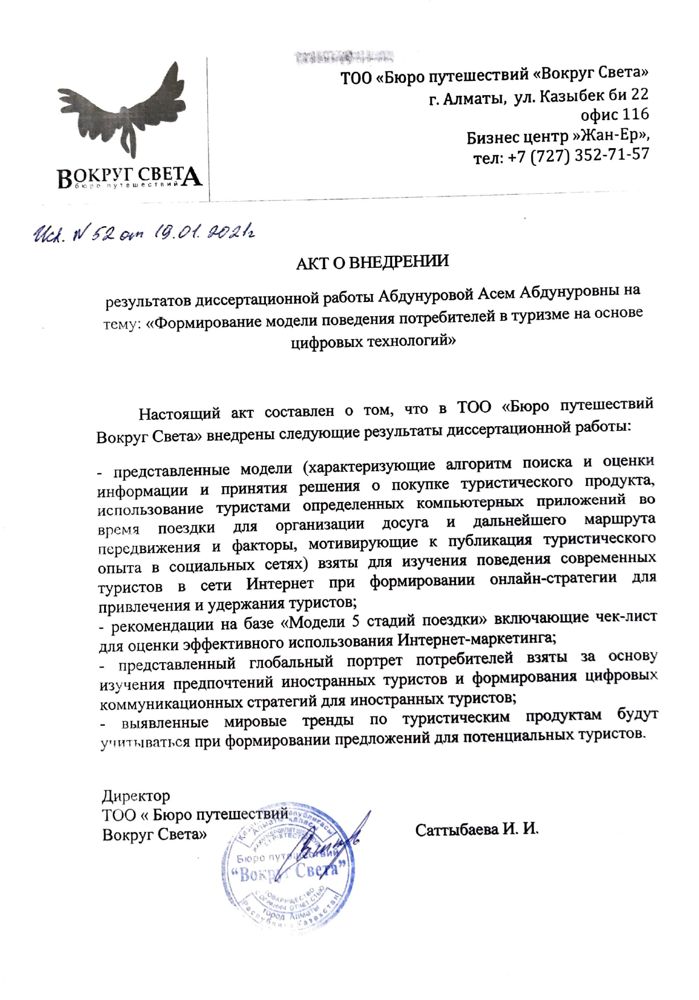 ТОО «Бюро путешествий «Вокруг Света»
г. Алматы, ул. Казыбек би 22
офис 116
Бизнес центр »Жан-Ер»,
тел: +7 (727) 352-71-57
ВОКРУГ СВЕТА
бюро путешествий
Исх. № 52 от 19.01.2021г
АКТ О ВНЕДРЕНИИ
результатов диссертационной работы Абдунуровой Асем Абдунуровны на
тему: «Формирование модели поведения потребителей в туризме на основе
цифровых технологий»
Настоящий акт составлен о том, что в ТОО «Бюро путешествий
Вокруг Света» внедрены следующие результаты диссертационной работы:
- представленные модели (характеризующие алгоритм поиска и оценки
информации и принятия решения о покупке туристического продукта,
использование туристами определенных компьютерных приложений во
время поездки для организации досуга и дальнейшего маршрута
передвижения и факторы, мотивирующие к публикация туристического
опыта в социальных сетях) взяты для изучения поведения современных
туристов в сети Интернет при формировании онлайн-стратегии для
привлечения и удержания туристов;
- рекомендации на базе «Модели 5 стадий поездки» включающие чек-лист
для оценки эффективного использования Интернет-маркетинга;
- представленный глобальный портрет потребителей взяты за основу
изучения предпочтений иностранных туристов и формирования цифровых
коммуникационных стратегий для иностранных туристов;
- выявленные мировые тренды по туристическим продуктам будут
учитываться при формировании предложений для потенциальных туристов.
Директор
ТОО « Бюро путешествий
Вокруг Света»
Саттыбаева И. И.
Алматы қаласы
Бюро путешествий
“Вокруг Света”
ТОВАРИЩЕСТВО
город Алматы
Республика Казахстан